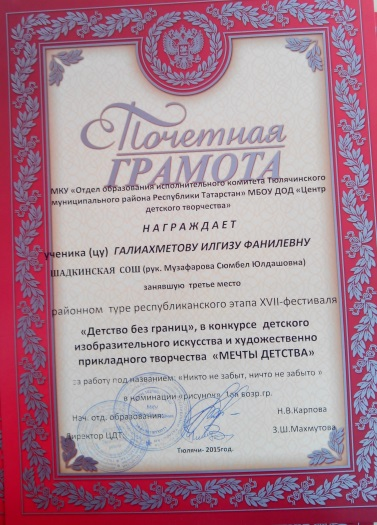 Почетная
ГРАМОТА
МКУ «Отдел образования исполнительного комитета Тюлячинского
муниципального района Республики Татарстан» МБОУ ДОД «Центр
детского творчества»
НАГРАЖДАЕТ
ученика (цу) ГАЛИАХМЕТОВУ ИЛГИЗУ ФАНИЛЕВНУ
ШАДКИНСКАЯ СОШ (рук. Музафарова Сюмбел Юлдашовна)
занявшую третье место
районном туре республиканского этапа XVII-фестиваля
«Детство без границ», в конкурсе детского
изобразительного искусства и художественно
прикладного творчества «МЕЧТЫ ДЕТСТВА»
за работу под названием: «Никто не забыт, ничто не забыто »
в номинации «рисунок» возр.гр.
Нач. отд. образования: Н.В.Карпова
Директор ЦДТ: З.Ш.Махмутова
Тюлячи- 2015год.